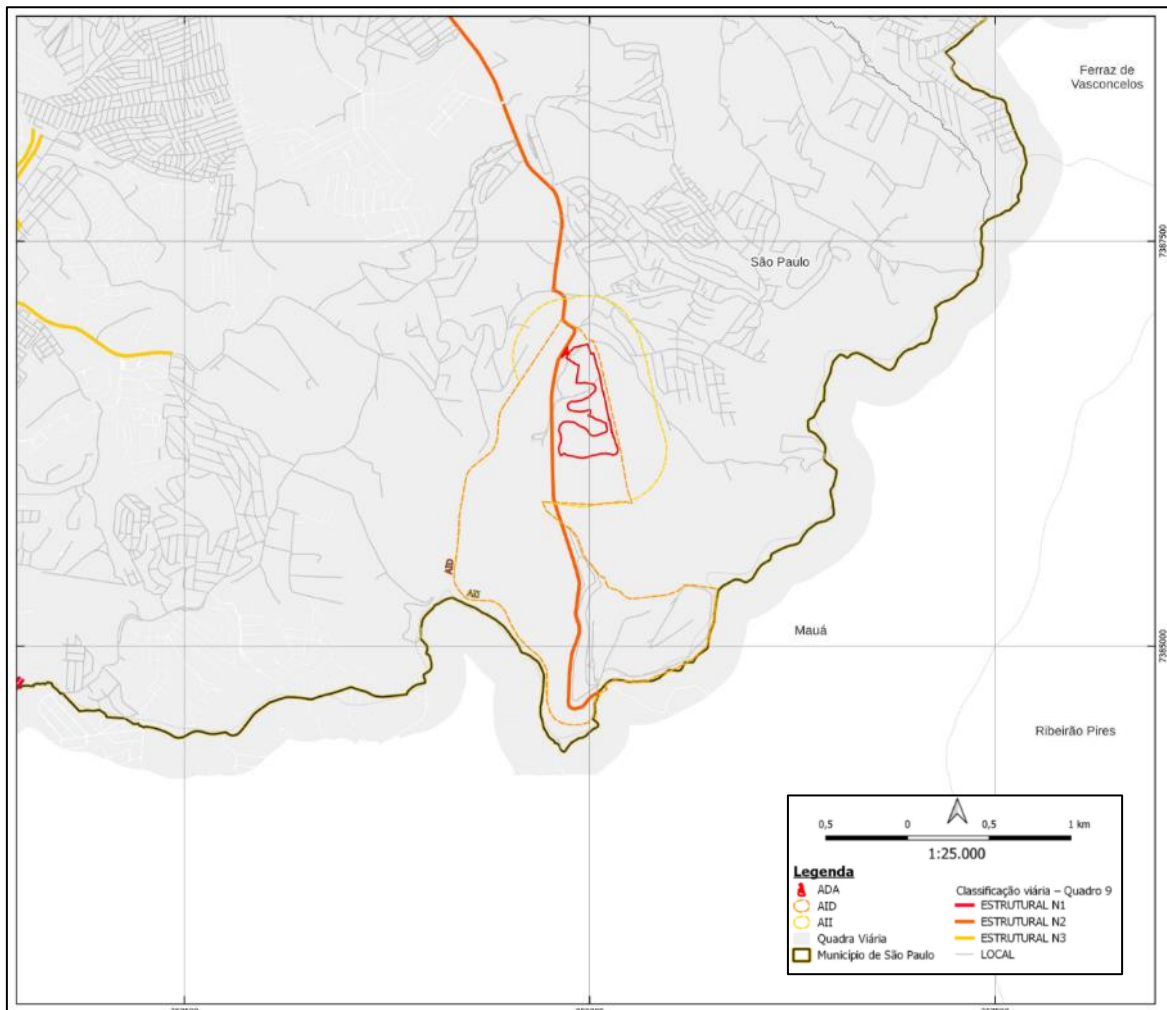 Ferraz de
Vasconcelos
São Paulo
7387500
AID
AII
Mauá
7385000
Ribeirão Pires
0,5 0 0,5 1 km
1:25.000
Legenda
ADA
AID
AII
Quadra Viária
Município de São Paulo
Classificação viária – Quadro 9
ESTRUTURAL N1
ESTRUTURAL N2
ESTRUTURAL N3
LOCAL